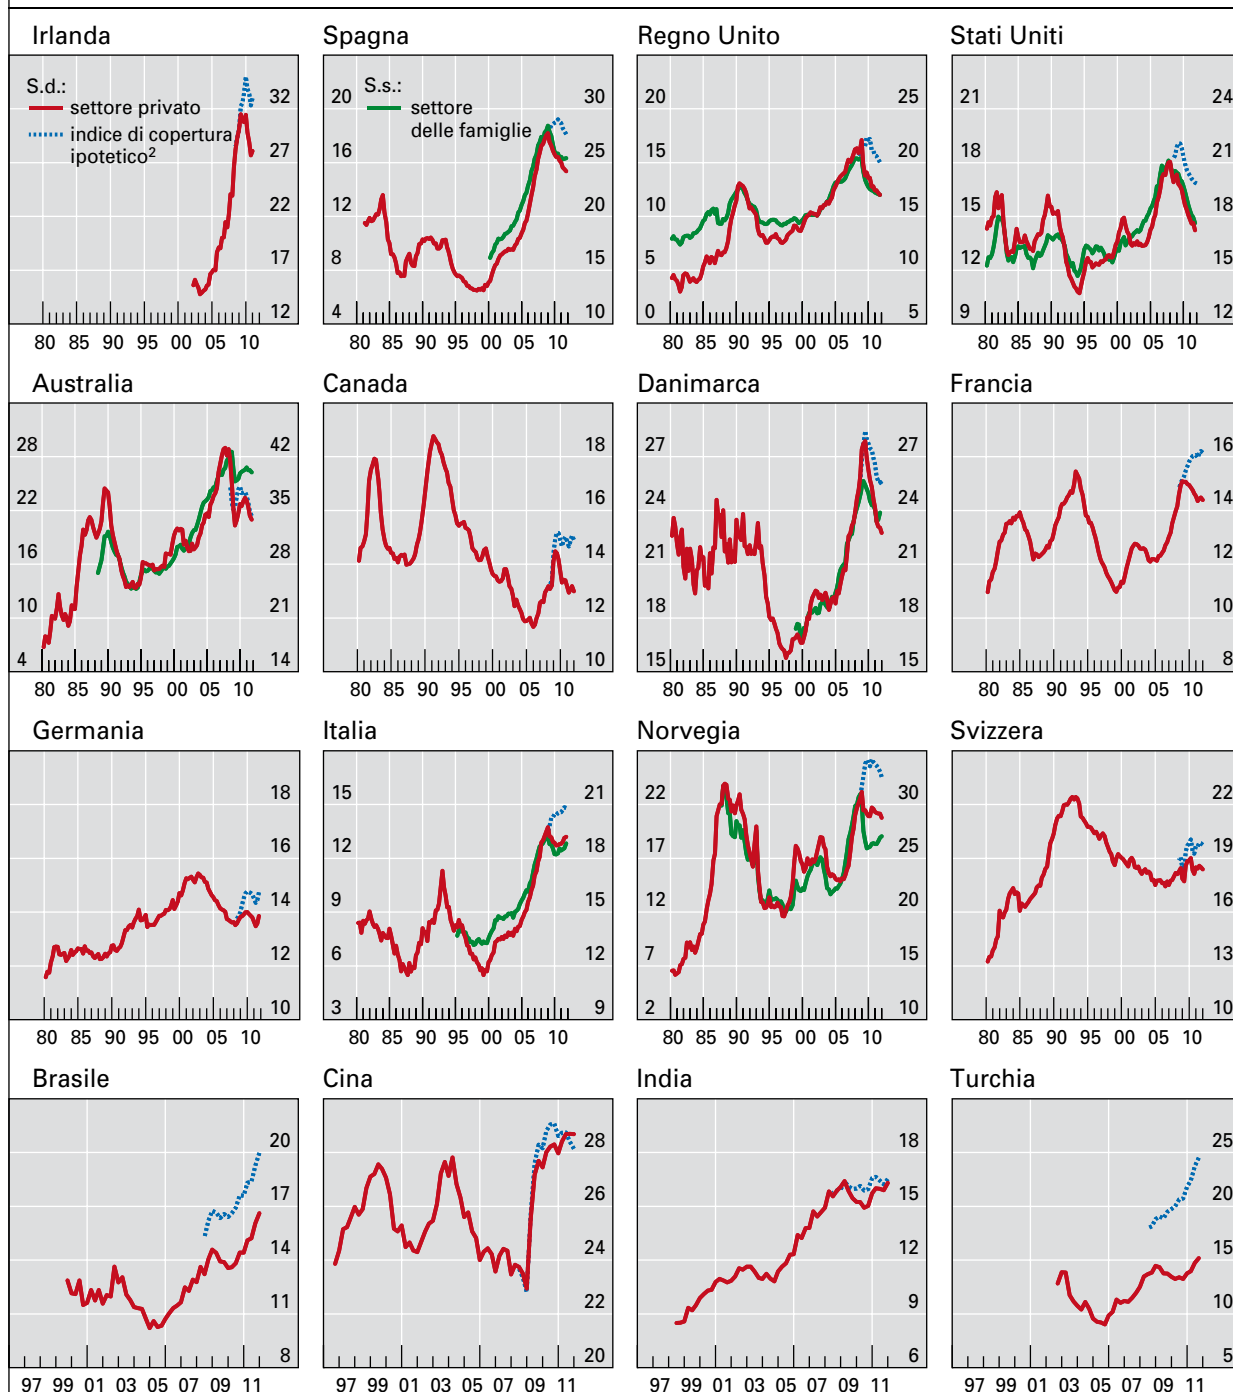 Irlanda
Spagna
Regno Unito
Stati Uniti
S.d.:
settore privato
indice di copertura
ipotetico2
32
27
22
17
12
80 85 90 95 00 05 10
S.s.:
settore
delle famiglie
20 30
16 25
12 20
8 15
4 10
80 85 90 95 00 05 10
20 25
15 20
10 15
5 10
0 5
80 85 90 95 00 05 10
21 24
18 21
15 18
12 15
9 12
80 85 90 95 00 05 10
Australia
Canada
Danimarca
Francia
28 42
22 35
16 28
10 21
4 14
80 85 90 95 00 05 10
18
16
14
12
10
80 85 90 95 00 05 10
27 27
24 24
21 21
18 18
15 15
80 85 90 95 00 05 10
16
14
12
10
8
80 85 90 95 00 05 10
Germania
Italia
Norvegia
Svizzera
18
16
14
12
10
80 85 90 95 00 05 10
15 21
12 18
9 15
6 12
3 9
80 85 90 95 00 05 10
22 30
17 25
12 20
7 15
2 10
80 85 90 95 00 05 10
22
19
16
13
10
80 85 90 95 00 05 10
Brasile
Cina
India
Turchia
20
17
14
11
8
97 99 01 03 05 07 09 11
28
26
24
22
20
97 99 01 03 05 07 09 11
18
15
12
9
6
97 99 01 03 05 07 09 11
25
20
15
10
5
97 99 01 03 05 07 09 11